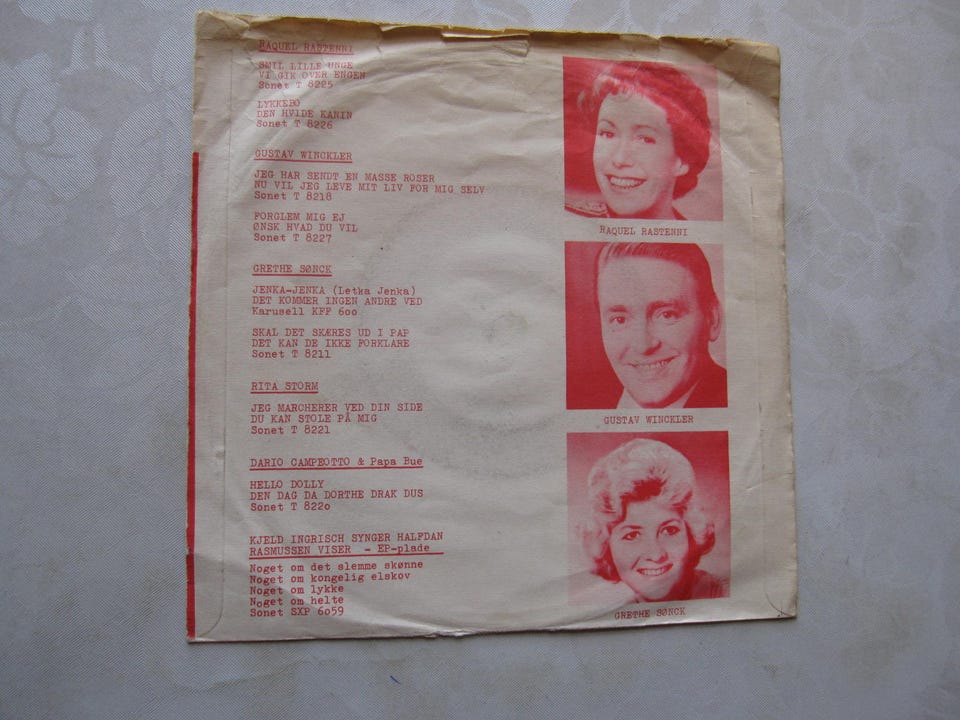 RAQUEL RASTENNI
SMIL LILLE UNGE
VI GIK OVER ENGEN
Sonet T 8225
LYKKEBO
DEN HVIDE KANIN
Sonet T 8226
GUSTAV WINCKLER
JEG HAR SENDT EN MASSE ROSER
NU VIL JEG LEVE MIT LIV FOR MIG SELV
Sonet T 8218
FORGLEM MIG EJ
ØNSK HVAD DU VIL
Sonet T 8227
GRETHE SØNCK
JENKA-JENKA (Letka Jenka)
DET KOMMER INGEN ANDRE VED
Karusell KFF 600
SKAL DET SKÆRES UD I PAP
DET KAN DE IKKE FORKLARE
Sonet T 8211
RITA STORM
JEG MARCHERER VED DIN SIDE
DU KAN STOLE PÅ MIG
Sonet T 8221
DARIO CAMPEOTTO & Papa Bue
HELLO DOLLY
DEN DAG DA DORTHE DRAK DUS
Sonet T 8220
KJELD INGRISCH SYNGER HALFDAN
RASMUSSEN VISER - EP-plade
Noget om det slemme skønne
Noget om kongelig elskov
Noget om lykke
Noget om helte
Sonet SXP 6059
RAQUEL RASTENNI
GUSTAV WINCKLER
GRETHE SØNCK